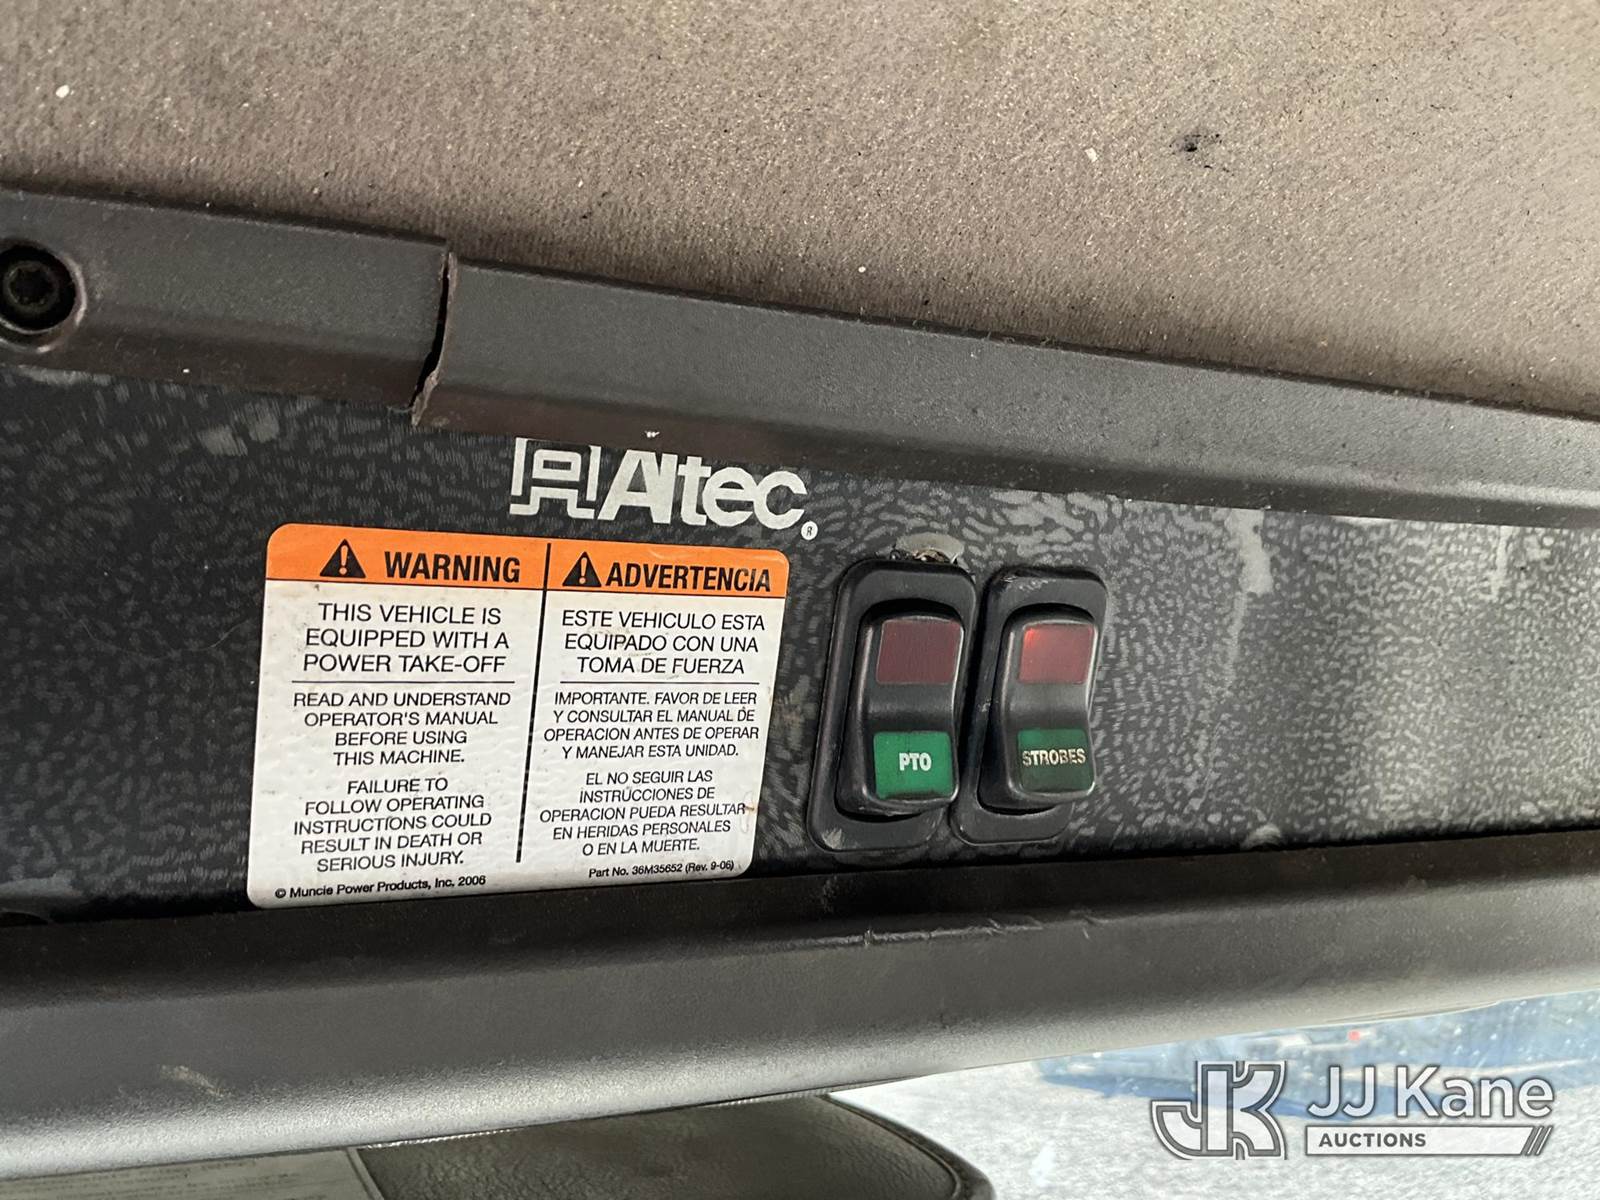 Altec
®
WARNING
THIS VEHICLE IS
EQUIPPED WITH A
POWER TAKE-OFF
READ AND UNDERSTAND
OPERATOR'S MANUAL
BEFORE USING
THIS MACHINE.
FAILURE TO
FOLLOW OPERATING
INSTRUCTIONS COULD
RESULT IN DEATH OR
SERIOUS INJURY.
© Muncie Power Products, Inc. 2006
ADVERTENCIA
ESTE VEHICULO ESTA
EQUIPADO CON UNA
TOMA DE FUERZA
IMPORTANTE. FAVOR DE LEER
Y CONSULTAR EL MANUAL DE
OPERACION ANTES DE OPERAR
Y MANEJAR ESTA UNIDAD.
EL NO SEGUIR LAS
INSTRUCCIONES DE
OPERACION PUEDA RESULTAR
EN HERIDAS PERSONALES
O EN LA MUERTE.
Part No. 36M35652 (Rev. 9-06)
PTO
STROBES
JK JJ Kane
AUCTIONS